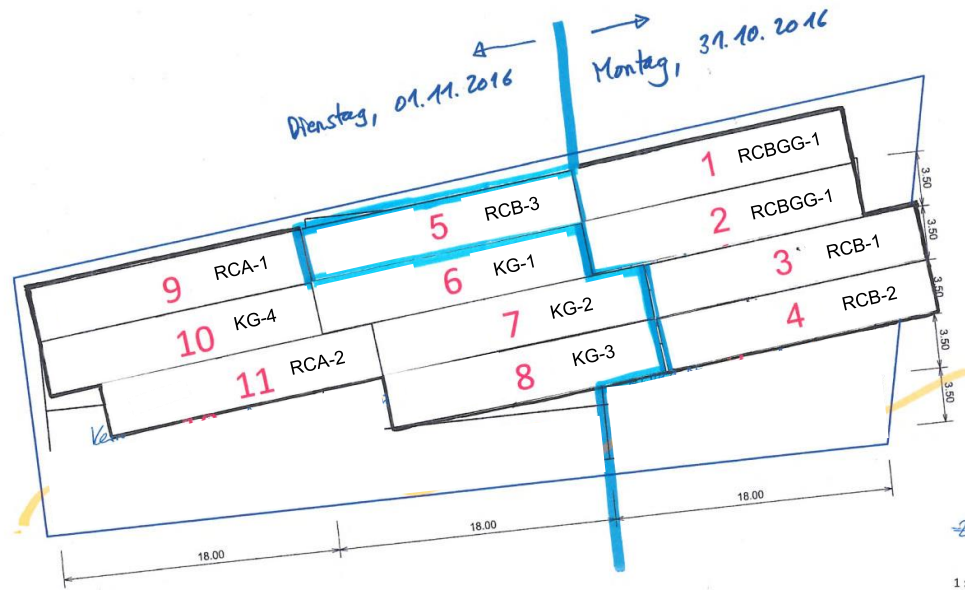 Dienstag, 01.11.2016
Montag, 31.10.2016
1 RCBGG-1
2 RCBGG-1
3 RCB-1
4 RCB-2
5 RCB-3
6 KG-1
7 KG-2
8 KG-3
9 RCA-1
10 KG-4
11 RCA-2
3.50
3.50
3.50
3.50
3.50
18.00
18.00
18.00